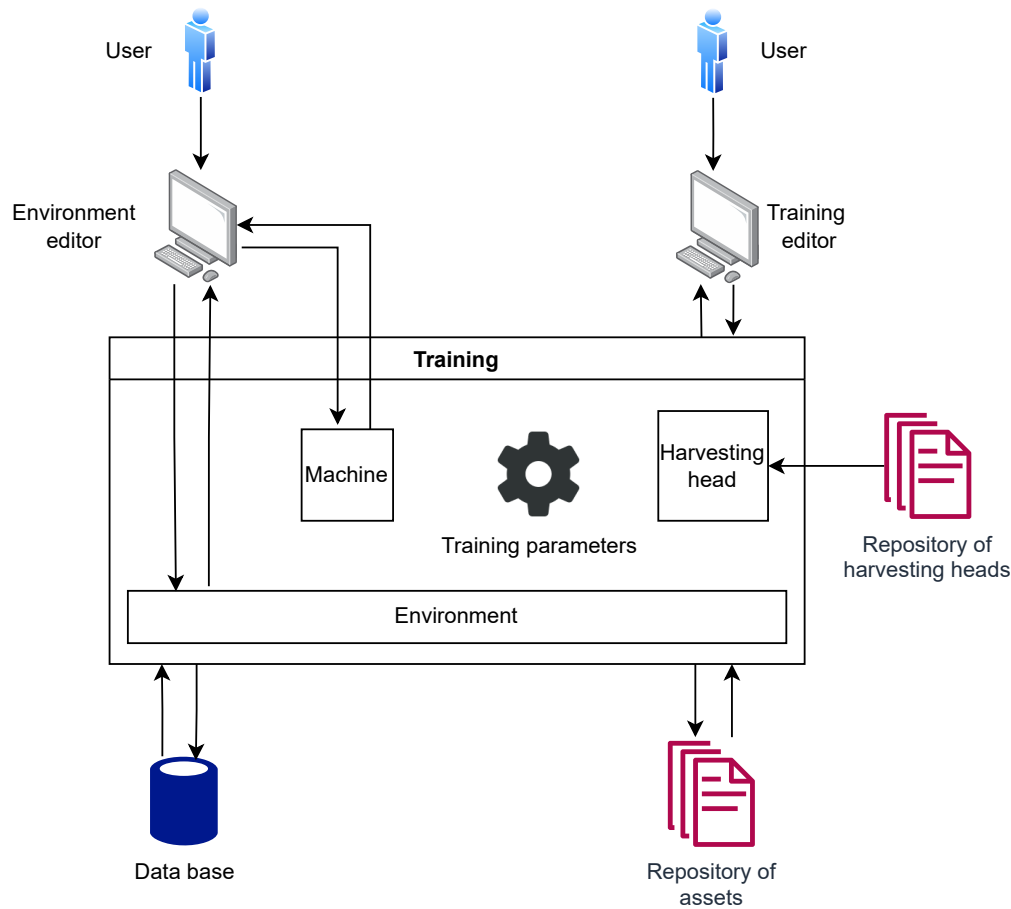 User
User
Environment
editor
Training
editor
Training
Machine
Harvesting
head
Training parameters
Repository of
harvesting heads
Environment
Data base
Repository of
assets